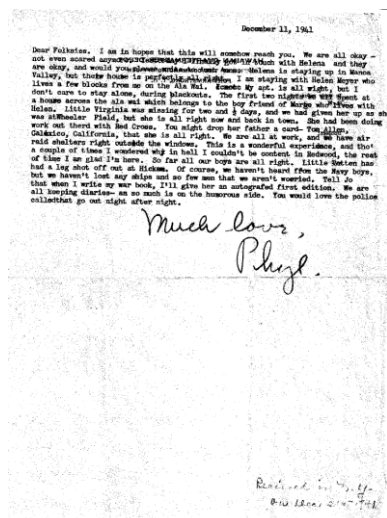 December 11, 1941
Dear Folksies. I am in hopes that this will somehow reach you. We are all okay -
not even scared any touch with Helena and they
are okay, and would you Helena is staying up in Manoa
Valley, but their house is perfectly all right. I am staying with Helen Meyer who
lives a few blocks from me on the Ala Wai. My apt. is all wight, but I
don't care to stay alone, during blackouts. The first two nights we spent at
a house across the ala wai which belongs to the boy friend of Margo who lives with
Helen. Little Virginia was missing for two and ½ days, and we had given her up as she
was at Wheeler Field, but she is all right now and back in town. She had been doing
work out therd with Red Cross. You might drop her father a card- Tom Allen,
Calexico, California, that she is all right. We are all at work, and we have air
raid shelters right outside the windows. This is a wonderful experience, and tho'
a couple of times I wondered why in hall I couldn't be content in Redwood, the rest
of time I am glad I'm here. So far all our boys are all right. Little has
had a leg shot off out at Hickam. Of course, we haven't heard from the Navy boys,
but we haven't lost any ships and so few men that we aren't worried. Tell Jo
that when I write my war book, I'll give her an autografed first edition. We are
all keeping diaries- as so much is on the humorous side. You would love the police
calledthat go out night after night.
Much love,
Phyl.
Received in